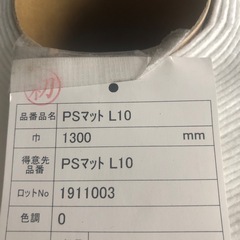 初
品番品名 PSマット L10
巾 1300 mm
得意先品番 PSマット L10
ロットNo 1911003
色調 0